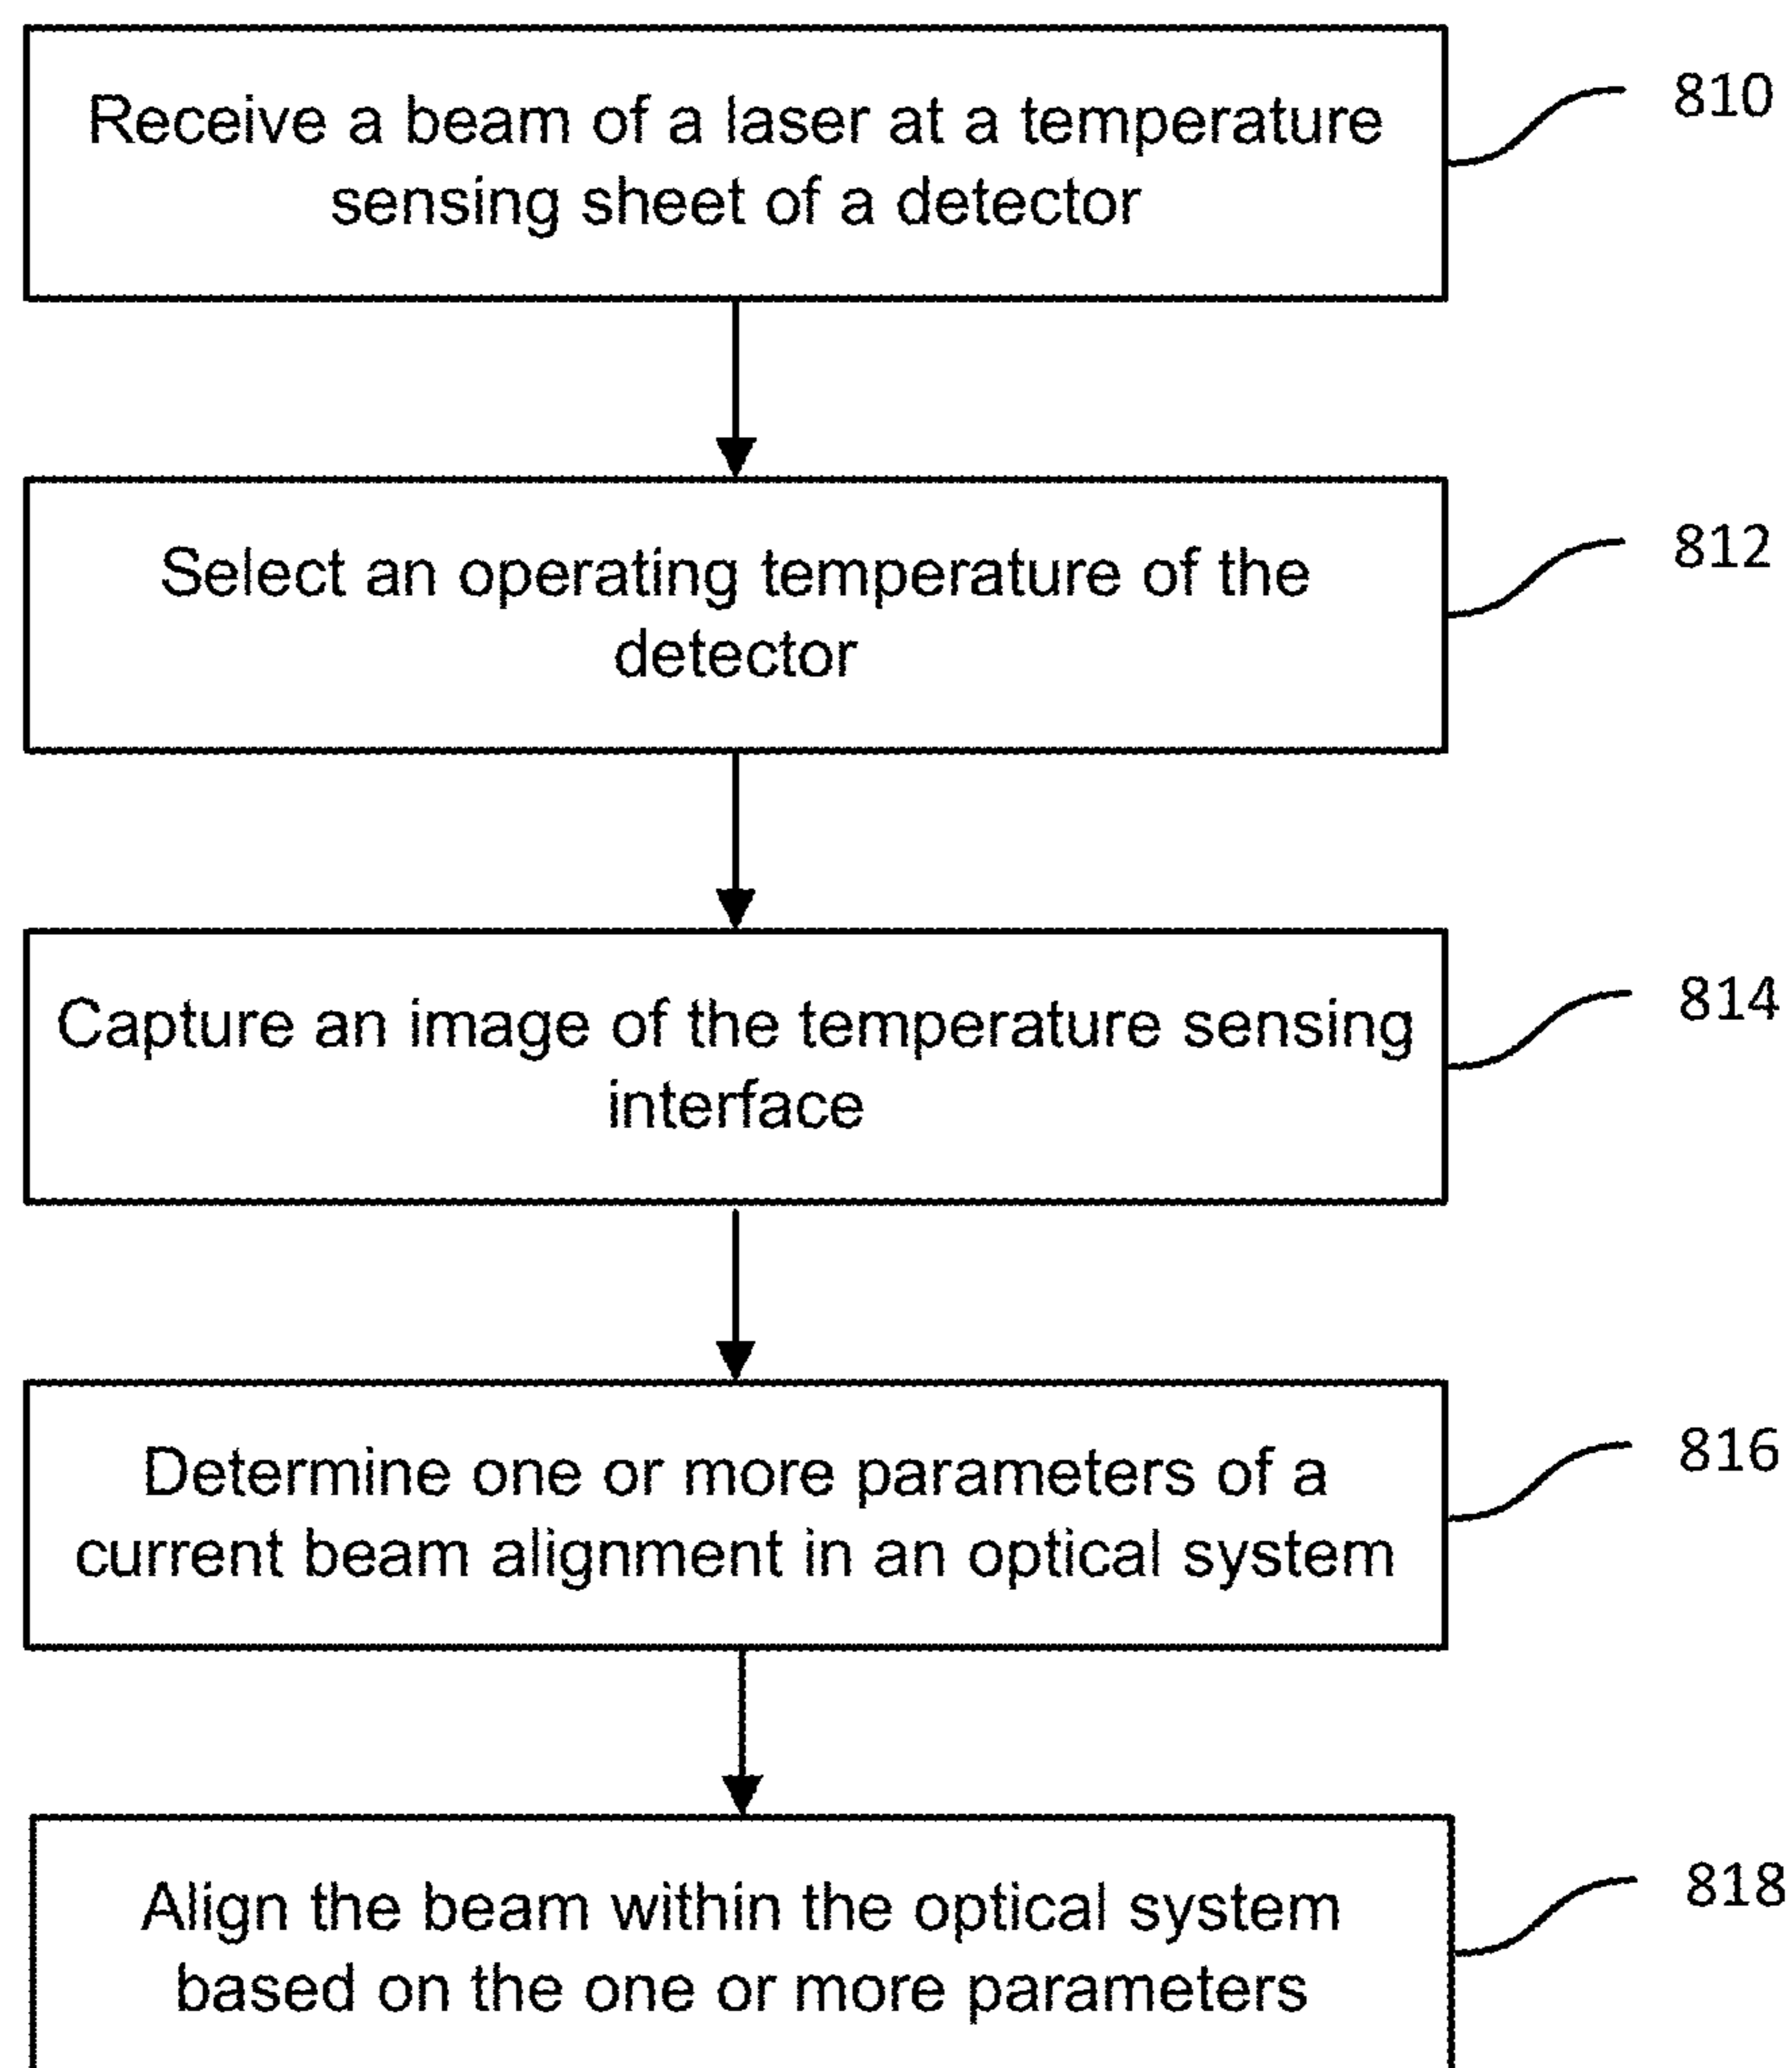 Receive a beam of a laser at a temperature
sensing sheet of a detector
810
Select an operating temperature of the
detector
812
Capture an image of the temperature sensing
interface
814
Determine one or more parameters of a
current beam alignment in an optical system
816
Align the beam within the optical system
based on the one or more parameters
818